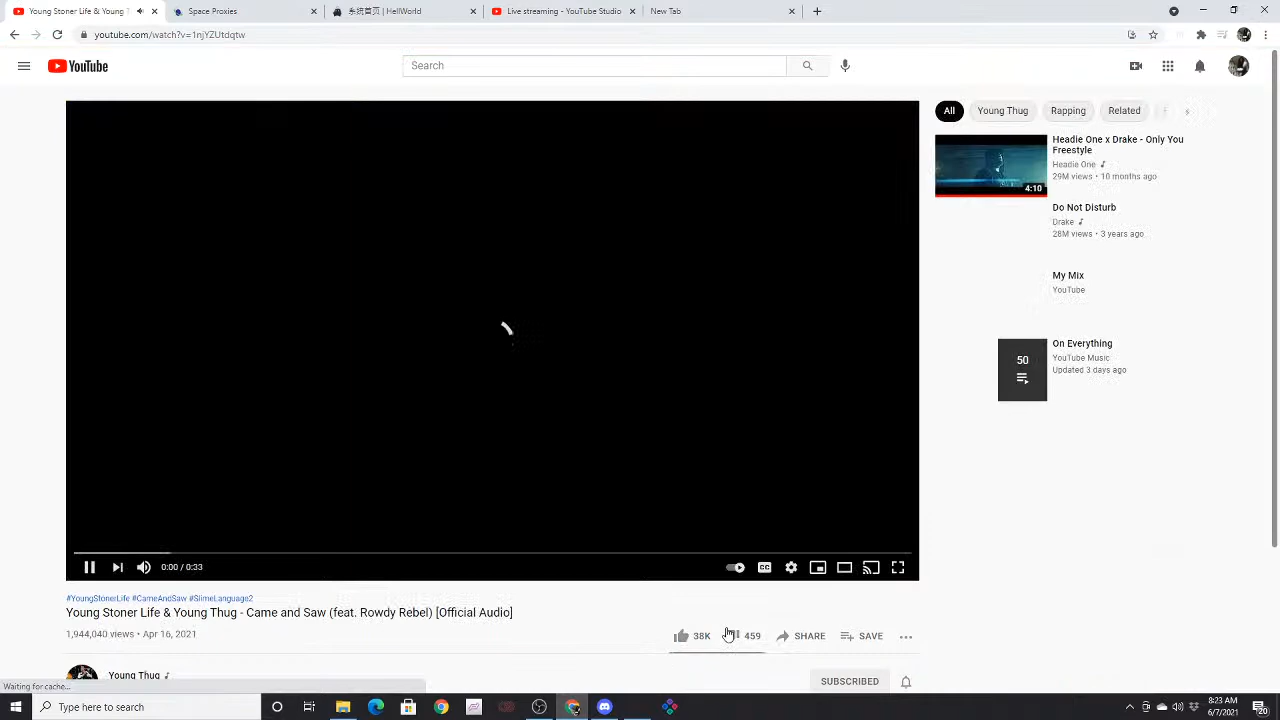 Young Stoner Life & Young T
Space Proxies
系统首页 | HellWorld
Live streaming - YouTube Studio
New Tab
youtube.com/watch?v=1njYZUtdqtw
YouTube
Search
All
Young Thug
Rapping
Related
Headie One x Drake - Only You
Freestyle
Headie One
29M views • 10 months ago
4:10
Do Not Disturb
Drake
28M views • 3 years ago
My Mix
YouTube
50
On Everything
YouTube Music
Updated 3 days ago
0:00 / 0:33
CC
#YoungStonerLife #CameAndSaw #SlimeLanguage2
Young Stoner Life & Young Thug - Came and Saw (feat. Rowdy Rebel) [Official Audio]
1,944,040 views • Apr 16, 2021
38K
459
SHARE
SAVE
Young Thug
SUBSCRIBED
Waiting for cache...
Type here to search
8:23 AM
6/7/2021